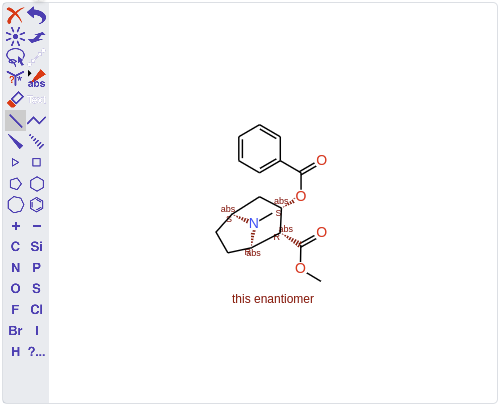 ?*
abs
+ −
C Si
N P
O S
F Cl
Br I
H ?...
O
O
abs
abs
S
S
N
abs
R
O
R
abs
O
this enantiomer